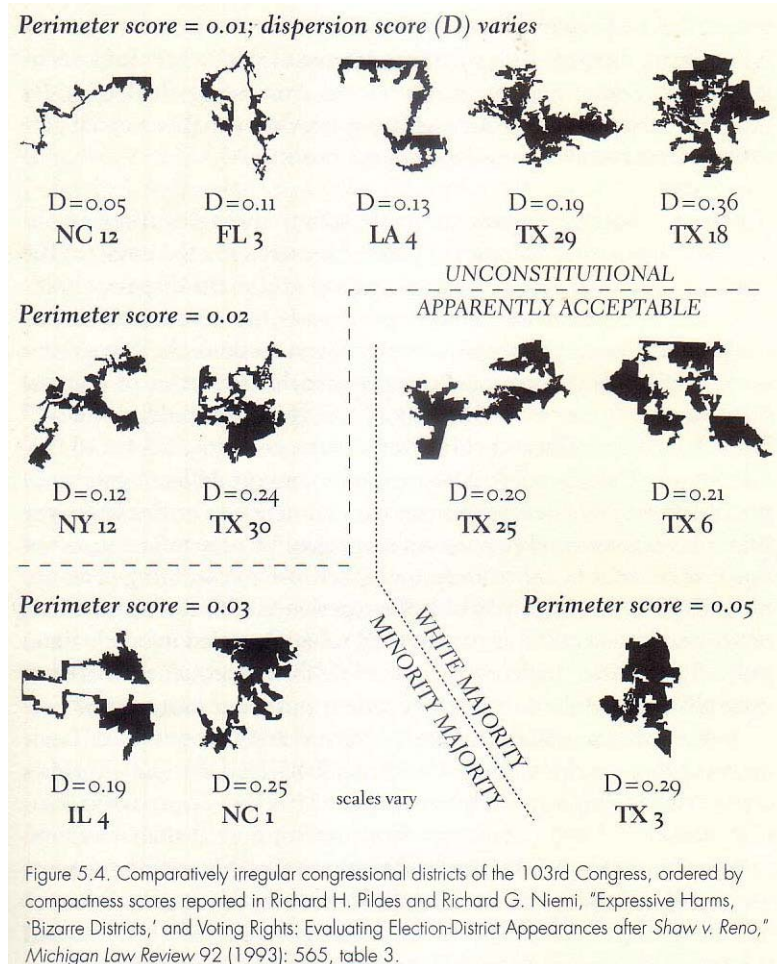 Perimeter score = 0.01; dispersion score (D) varies
D=0.05 D=0.11 D=0.13 D=0.19 D=0.36
NC 12 FL 3 LA 4 TX 29 TX 18
UNCONSTITUTIONAL
APPARENTLY ACCEPTABLE
Perimeter score = 0.02
D=0.12 D=0.24 D=0.20 D=0.21
NY 12 TX 30 TX 25 TX 6
Perimeter score = 0.03 Perimeter score = 0.05
WHITE MAJORITY
MINORITY MAJORITY
D=0.19 D=0.25 D=0.29
IL 4 NC 1 scales vary TX 3
Figure 5.4. Comparatively irregular congressional districts of the 103rd Congress, ordered by
compactness scores reported in Richard H. Pildes and Richard G. Niemi, "Expressive Harms,
'Bizarre Districts,' and Voting Rights: Evaluating Election-District Appearances after Shaw v. Reno,"
Michigan Law Review 92 (1993): 565, table 3.